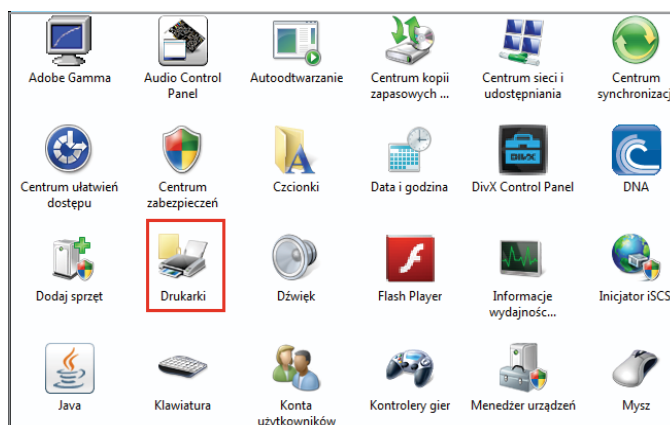 Adobe Gamma
Audio Control
Panel
Autoodtwarzanie
Centrum kopii
zapasowych ...
Centrum sieci i
udostępniania
Centrum
synchronizacj
Centrum ułatwień
dostępu
Centrum
zabezpieczeń
Czcionki
Data i godzina
DIVX
DivX Control Panel
DNA
Dodaj sprzęt
Drukarki
Dźwięk
Flash Player
Informacje
wydajnośc...
Inicjator iSCS
Java
Klawiatura
Konta
użytkowników
Kontrolery gier
Menedżer urządzeń
Mysz